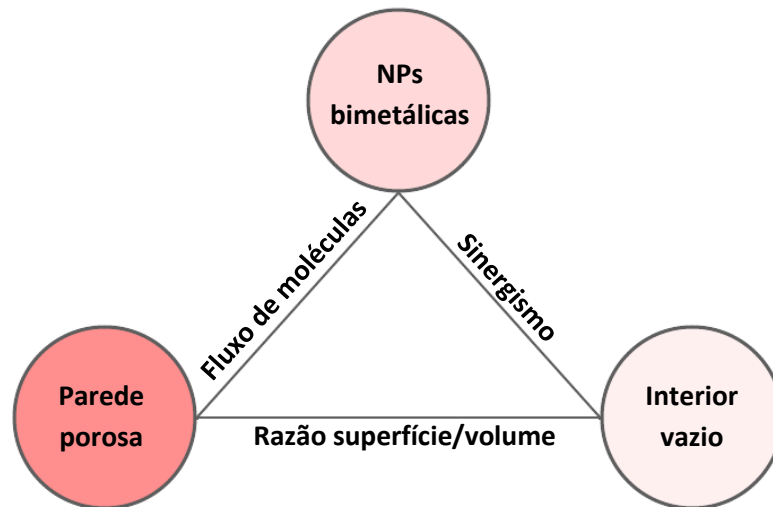 NPs
bimetálicas
Fluxo de moléculas
Sinergismo
Parede
porosa
Razão superfície/volume
Interior
vazio